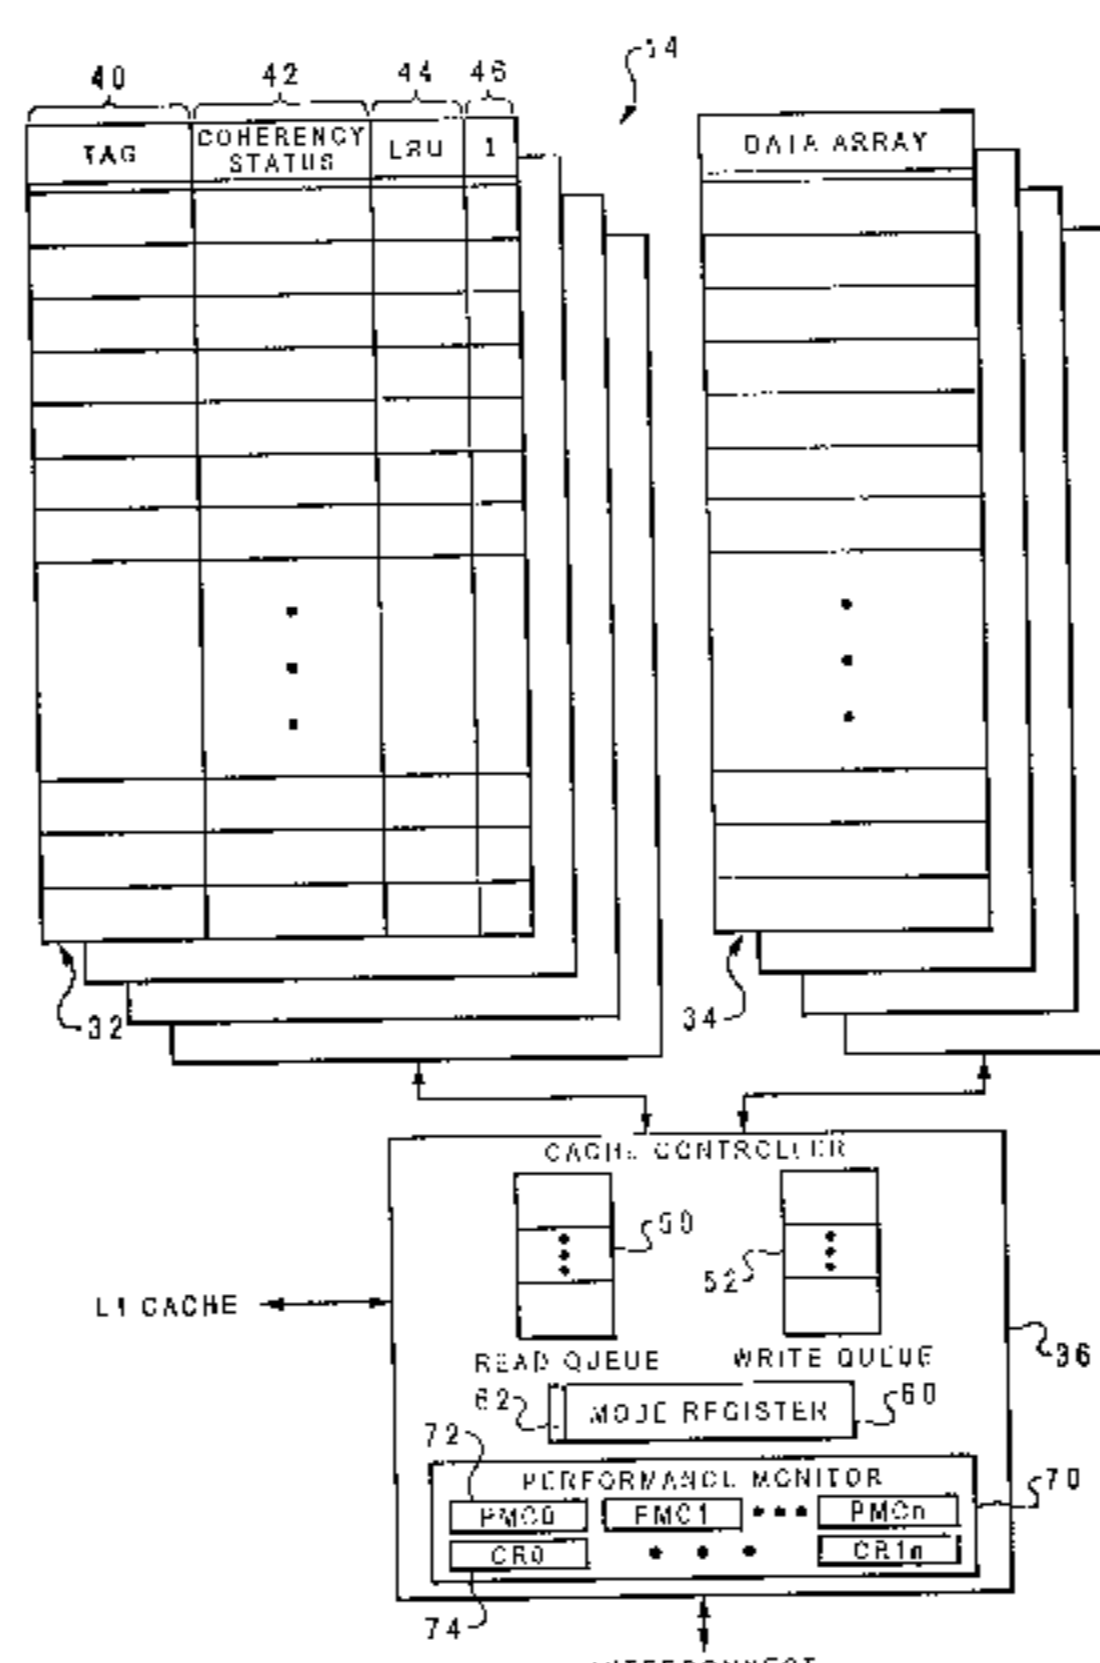 14
40 42 44 46
TAG
COHERENCY
STATUS
LRU
1
DATA ARRAY
32
34
CACHE CONTROLLER
50
52
L1 CACHE
READ QUEUE
WRITE QUEUE
36
62
MODE REGISTER
60
72
PERFORMANCE MONITOR
70
PMC0
PMC1
PMCn
CR0
CR1n
74